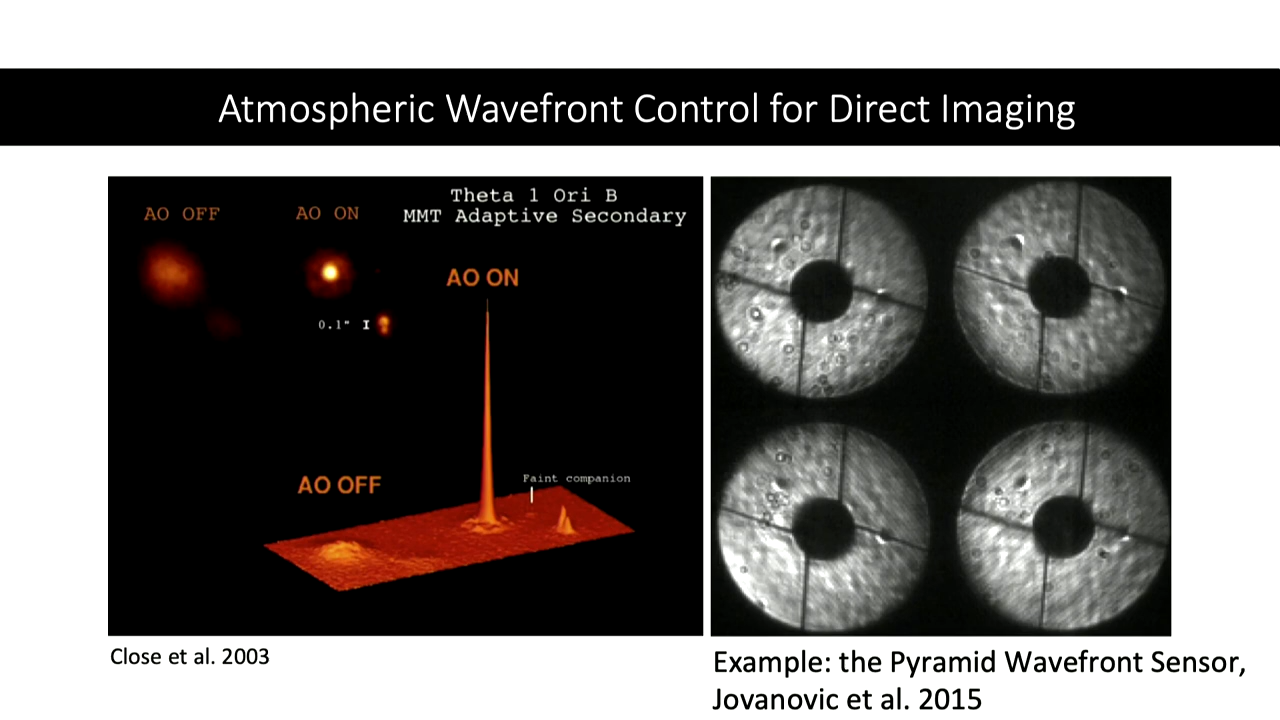 Atmospheric Wavefront Control for Direct Imaging
Theta 1 Ori B
AO OFF
AO ON
MMT Adaptive Secondary
AO ON
0.1" I
Faint companion
AO OFF
Close et al. 2003
Example: the Pyramid Wavefront Sensor,
Jovanovic et al. 2015